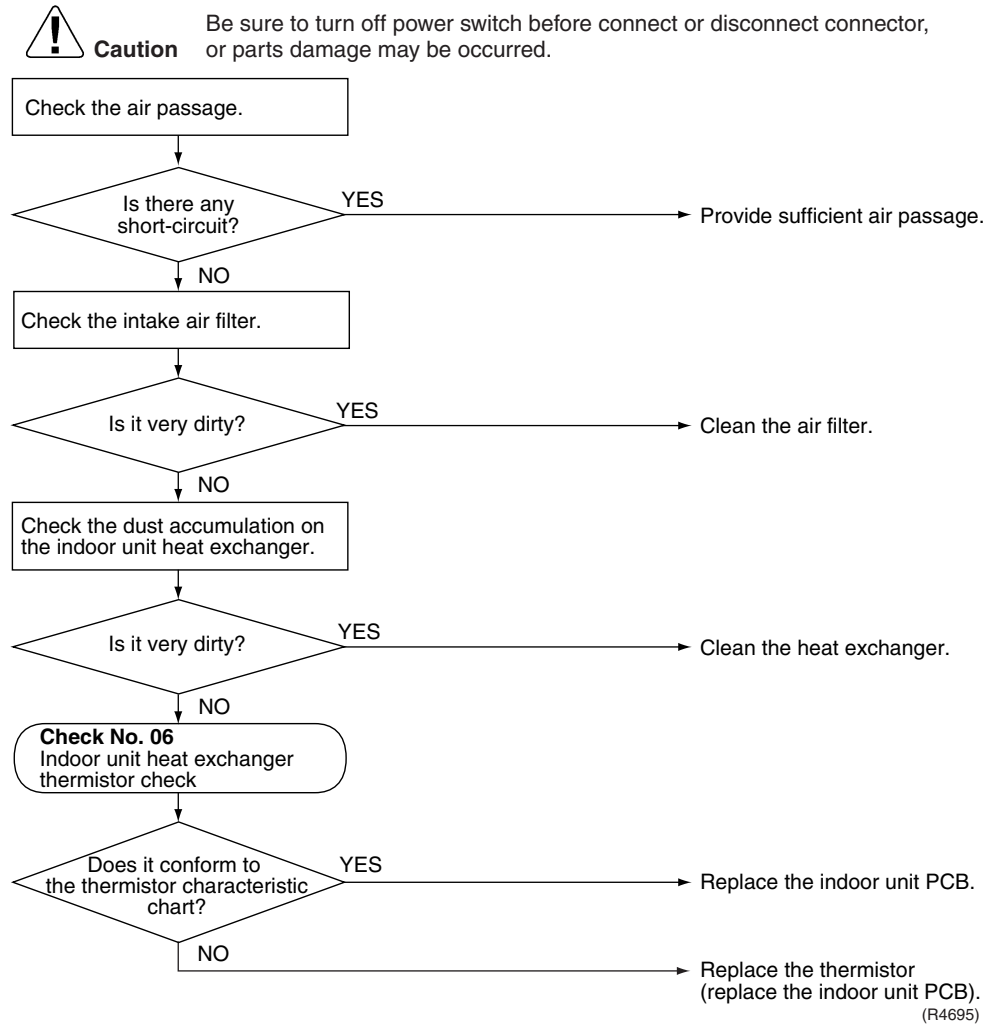 Be sure to turn off power switch before connect or disconnect connector,
Caution or parts damage may be occurred.
Check the air passage.
Is there any
short-circuit?
YES
Provide sufficient air passage.
NO
Check the intake air filter.
Is it very dirty?
YES
Clean the air filter.
NO
Check the dust accumulation on
the indoor unit heat exchanger.
Is it very dirty?
YES
Clean the heat exchanger.
NO
Check No. 06
Indoor unit heat exchanger
thermistor check
Does it conform to
the thermistor characteristic
chart?
YES
Replace the indoor unit PCB.
NO
Replace the thermistor
(replace the indoor unit PCB).
(R4695)